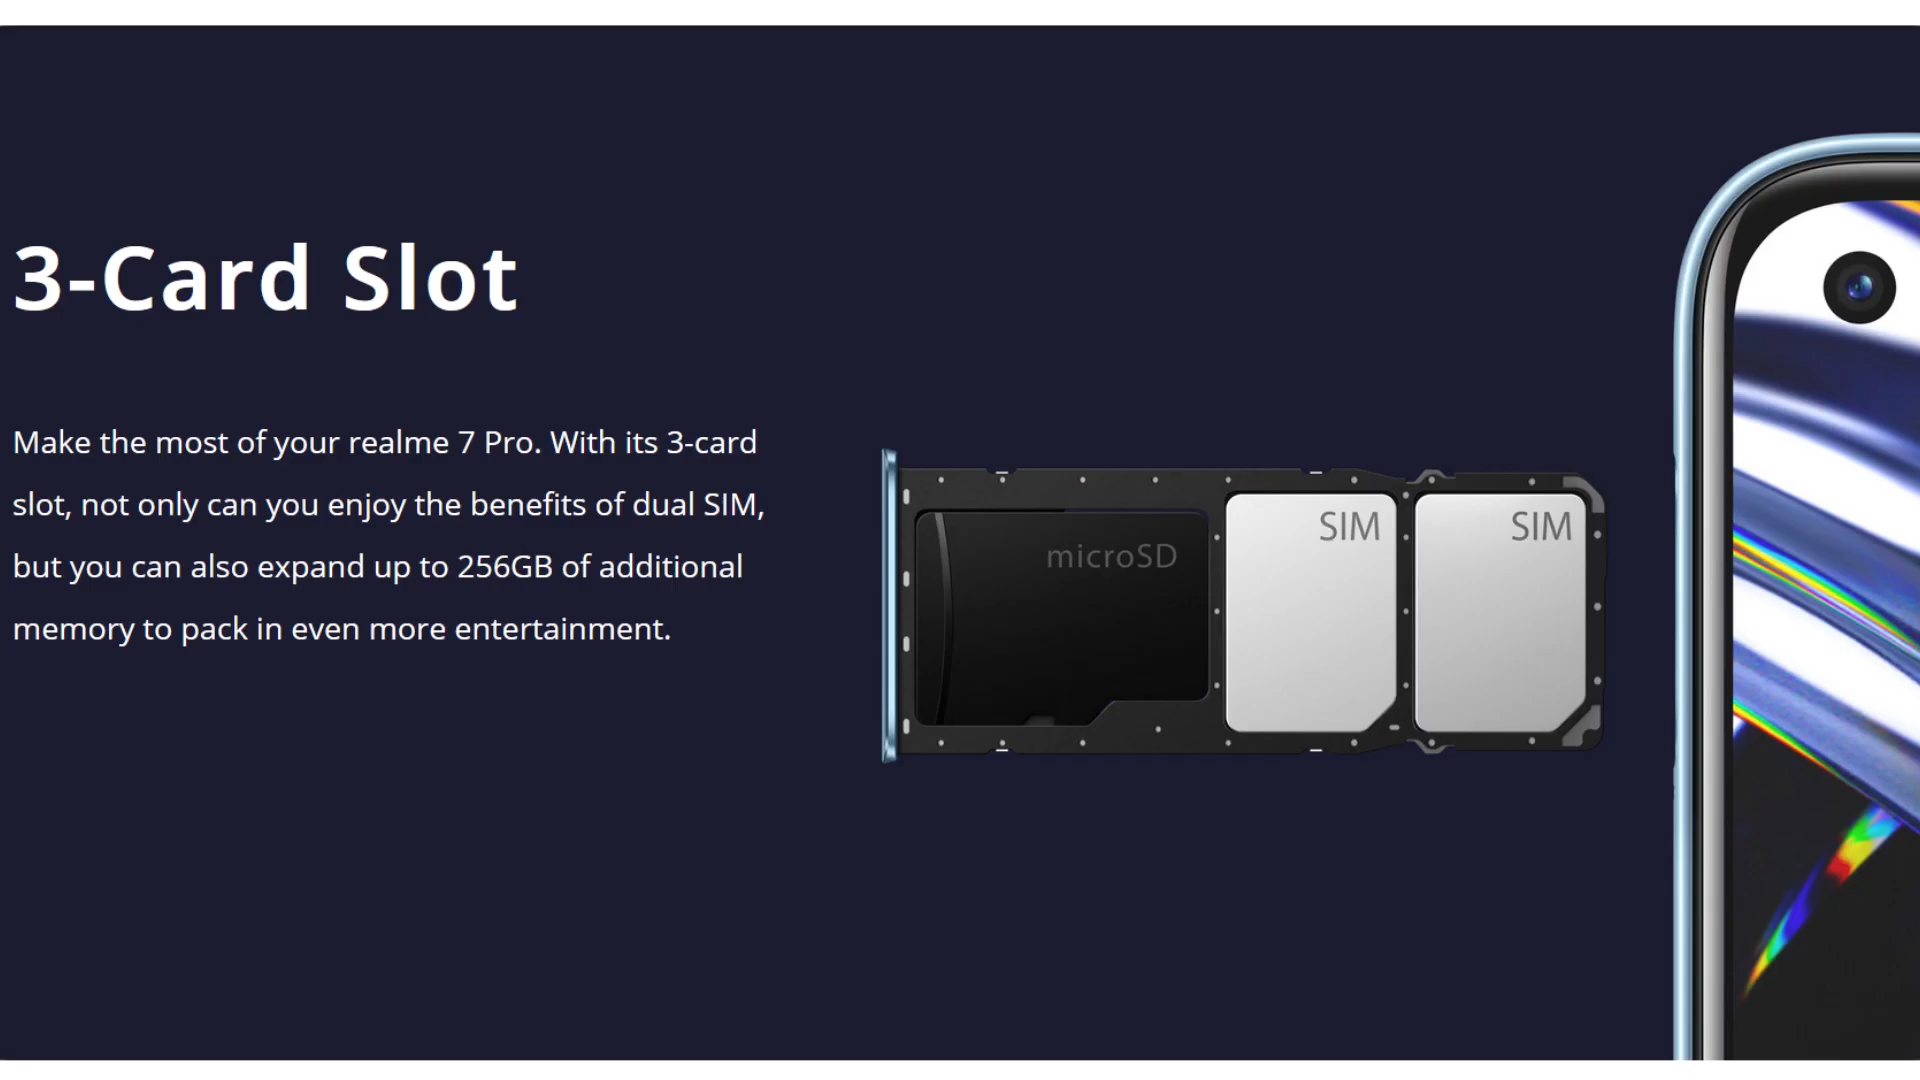 3-Card Slot
Make the most of your realme 7 Pro. With its 3-card
slot, not only can you enjoy the benefits of dual SIM,
but you can also expand up to 256GB of additional
memory to pack in even more entertainment.
microSD
SIM
SIM